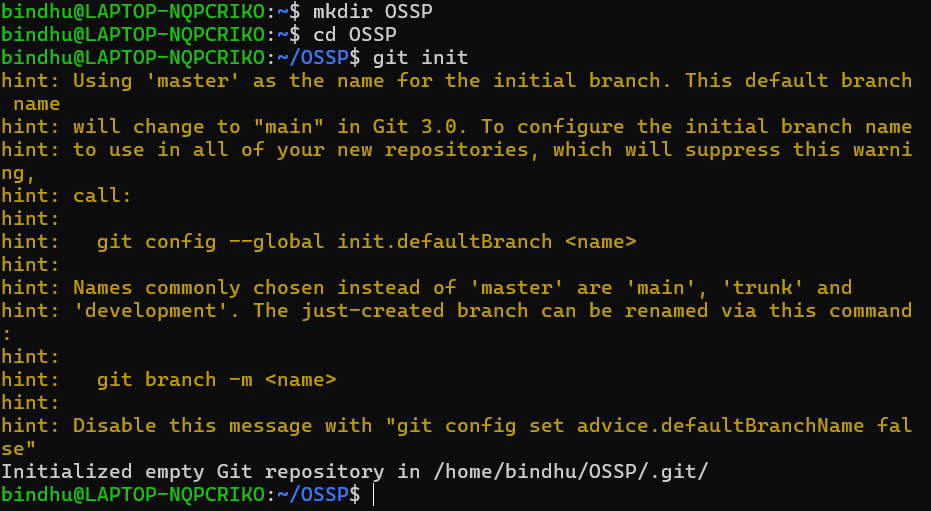 bindhu@LAPTOP-NQPCRIKO:~$ mkdir OSSP
bindhu@LAPTOP-NQPCRIKO:~$ cd OSSP
bindhu@LAPTOP-NQPCRIKO:~/OSSP$ git init
hint: Using 'master' as the name for the initial branch. This default branch
 name
hint: will change to "main" in Git 3.0. To configure the initial branch name
hint: to use in all of your new repositories, which will suppress this warni
ng,
hint: call:
hint:
hint:   git config --global init.defaultBranch <name>
hint:
hint: Names commonly chosen instead of 'master' are 'main', 'trunk' and
hint: 'development'. The just-created branch can be renamed via this command
:
hint:
hint:   git branch -m <name>
hint:
hint: Disable this message with "git config set advice.defaultBranchName fal
se"
Initialized empty Git repository in /home/bindhu/OSSP/.git/
bindhu@LAPTOP-NQPCRIKO:~/OSSP$